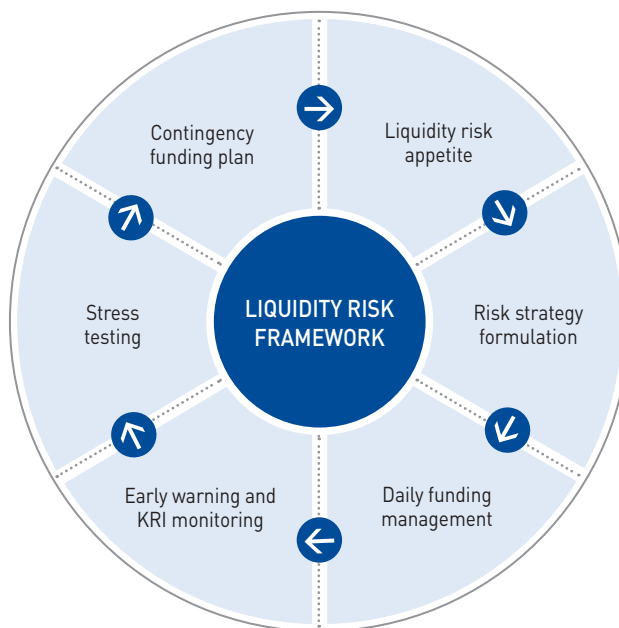 Contingency
funding plan
Liquidity risk
appetite
Stress
testing
LIQUIDITY RISK
FRAMEWORK
Risk strategy
formulation
Early warning and
KRI monitoring
Daily funding
management